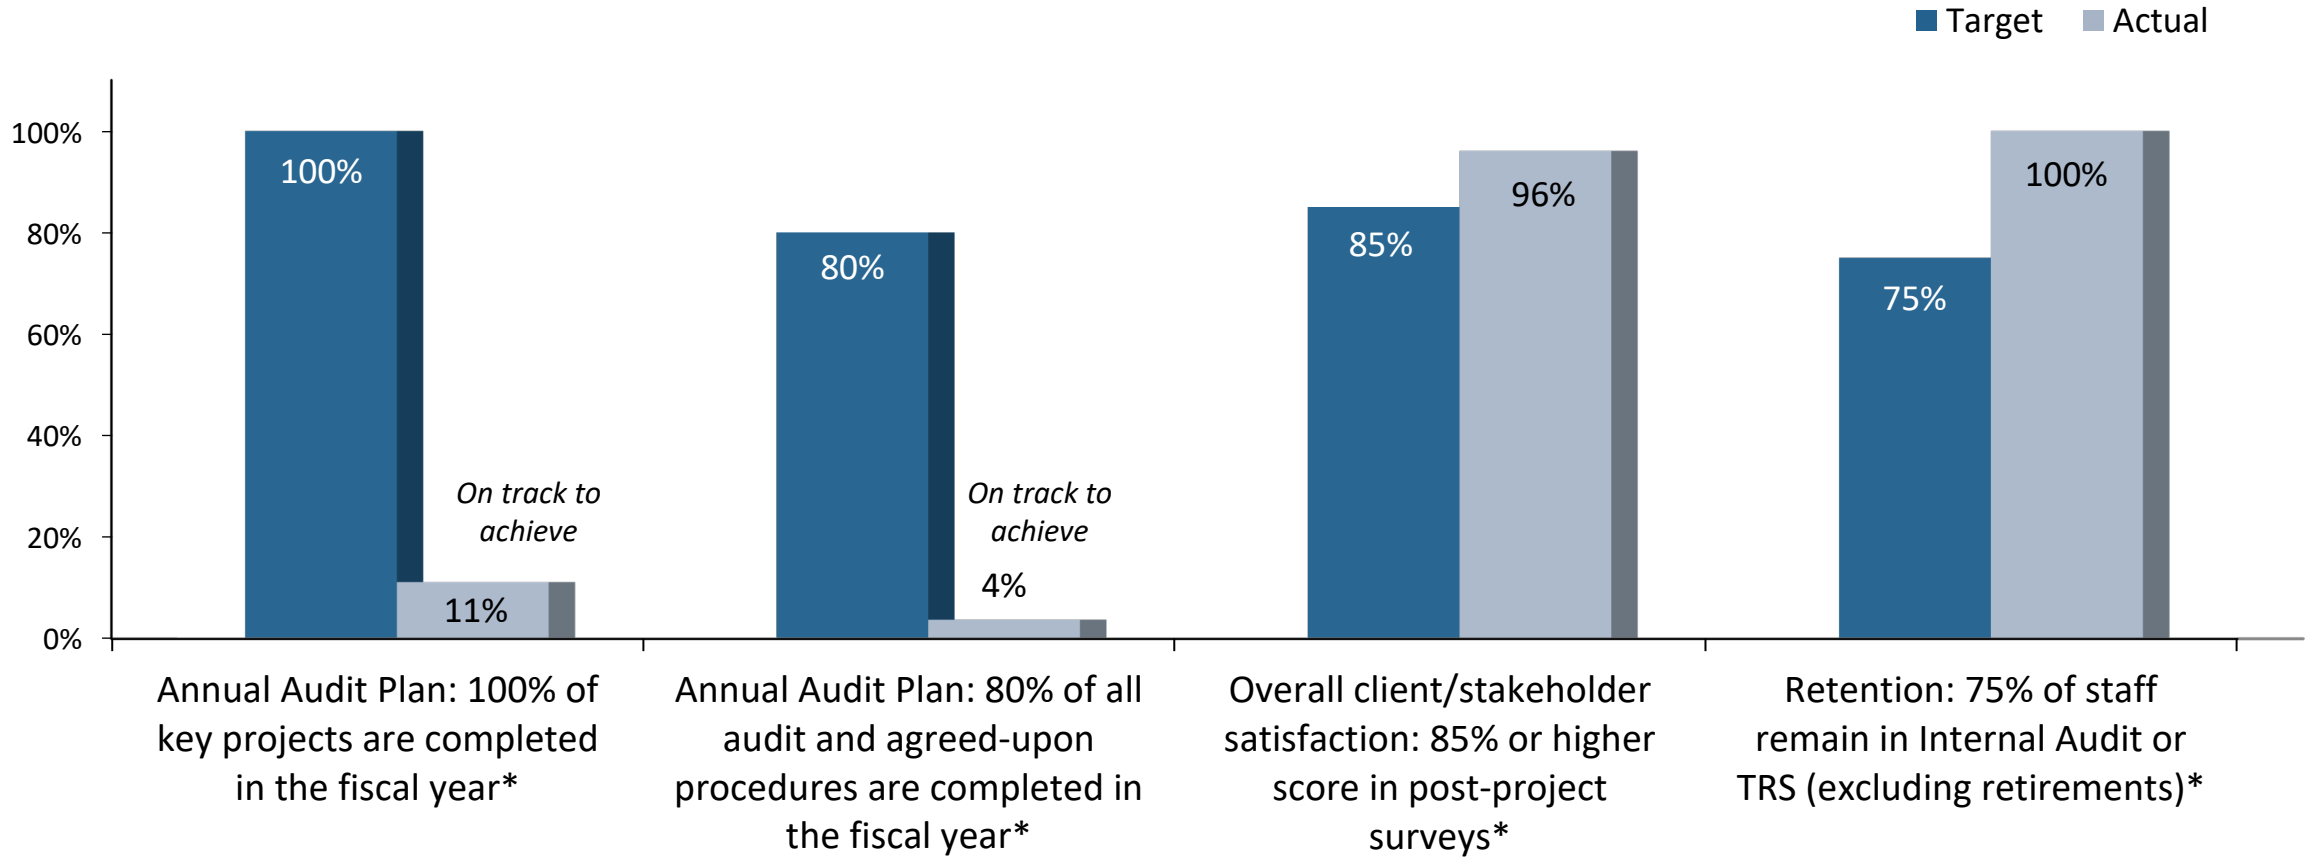 Target Actual
100%
80%
60%
40%
20%
0%
100%
11%
On track to
achieve
80%
4%
On track to
achieve
85%
96%
75%
100%
Annual Audit Plan: 100% of
key projects are completed
in the fiscal year*
Annual Audit Plan: 80% of all
audit and agreed-upon
procedures are completed in
the fiscal year*
Overall client/stakeholder
satisfaction: 85% or higher
score in post-project
surveys*
Retention: 75% of staff
remain in Internal Audit or
TRS (excluding retirements)*